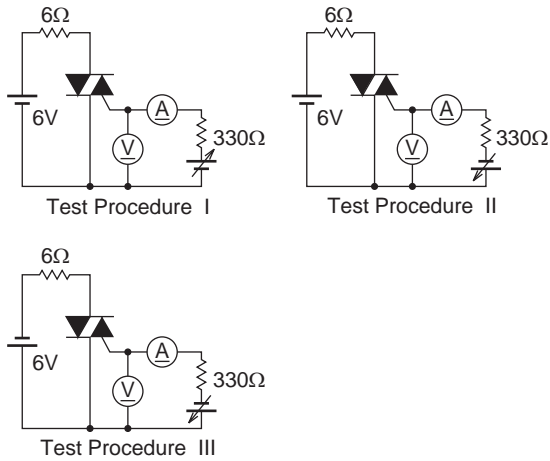 6Ω
6V
V
A
330Ω
Test Procedure I
6Ω
6V
V
A
330Ω
Test Procedure II
6Ω
6V
V
A
330Ω
Test Procedure III